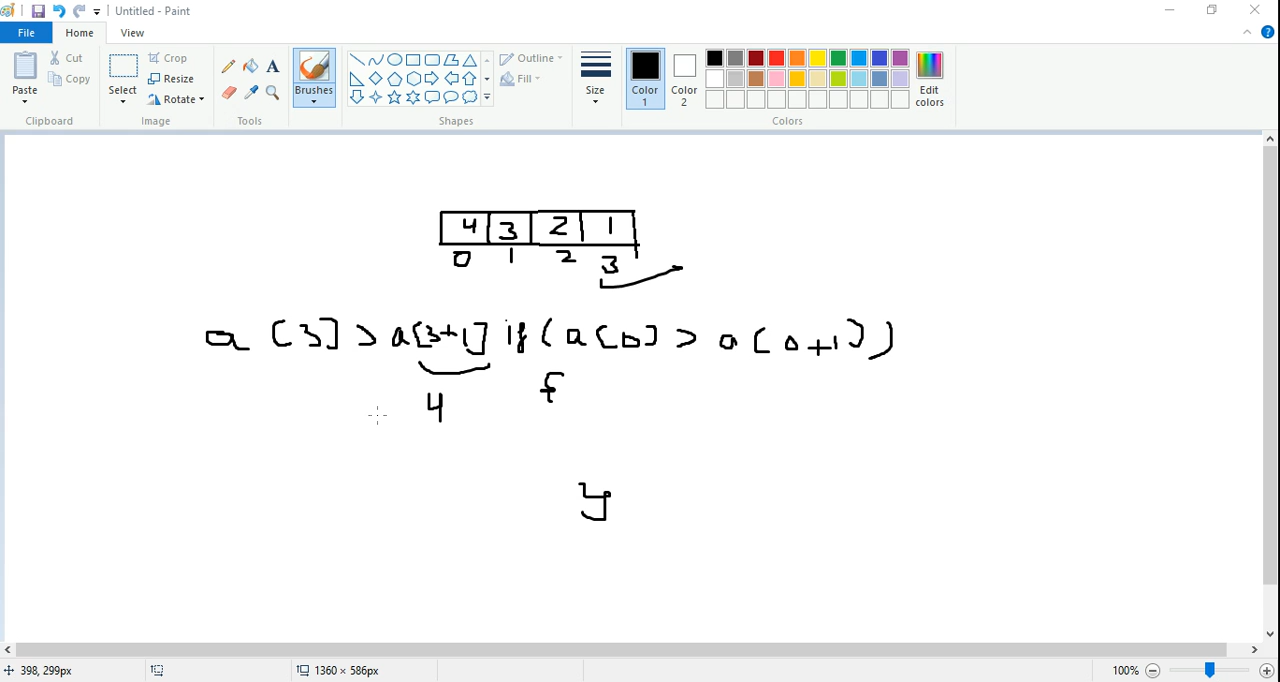 Untitled - Paint
File Home View
Paste Cut Copy Select Resize Rotate A Brushes Outline Fill Size Color 1 Color 2 Edit colors
Clipboard Image Tools Shapes Colors
4 3 2 1
0 1 2 3
a [3] > a[3+1] if ( a[0] > a[0+1] )
4 f
y
398, 299px 1360 × 586px 100%